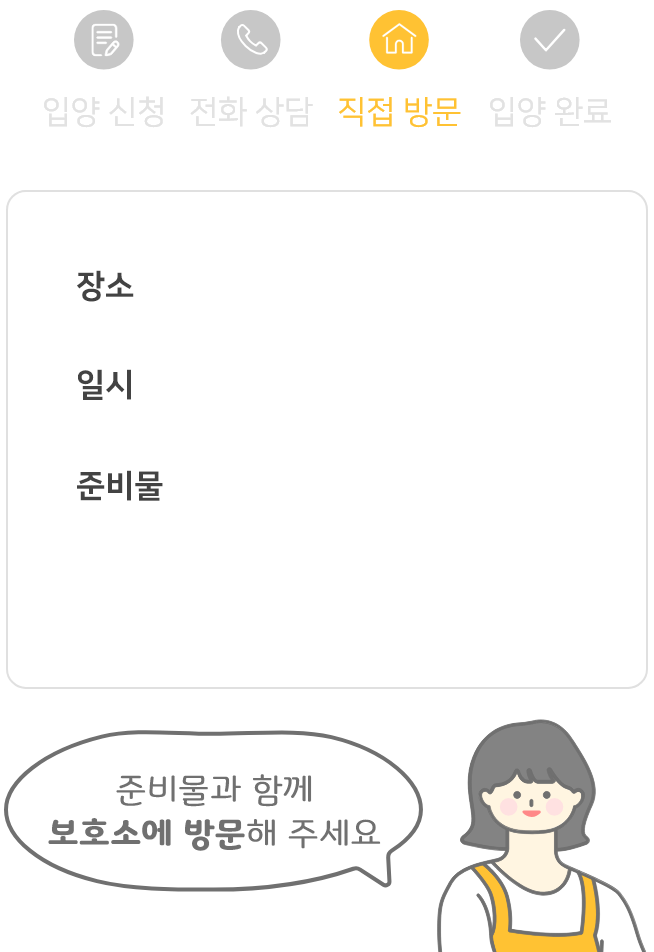 입양 신청 전화 상담 직접 방문 입양 완료
장소
일시
준비물
준비물과 함께
보호소에 방문해 주세요